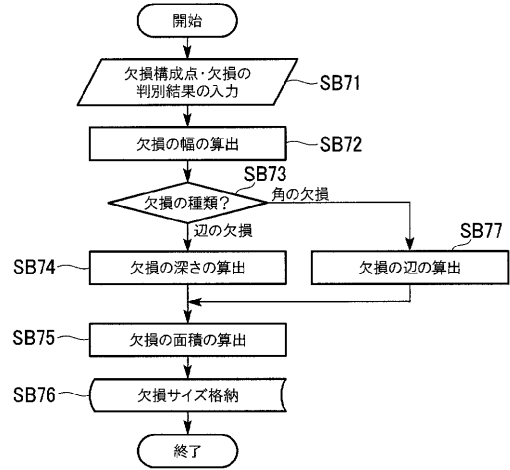 開始
欠損構成点・欠損の
判別結果の入力
SB71
欠損の幅の算出
SB72
SB73
欠損の種類?
角の欠損
辺の欠損
SB77
SB74
欠損の深さの算出
欠損の辺の算出
SB75
欠損の面積の算出
SB76
欠損サイズ格納
終了